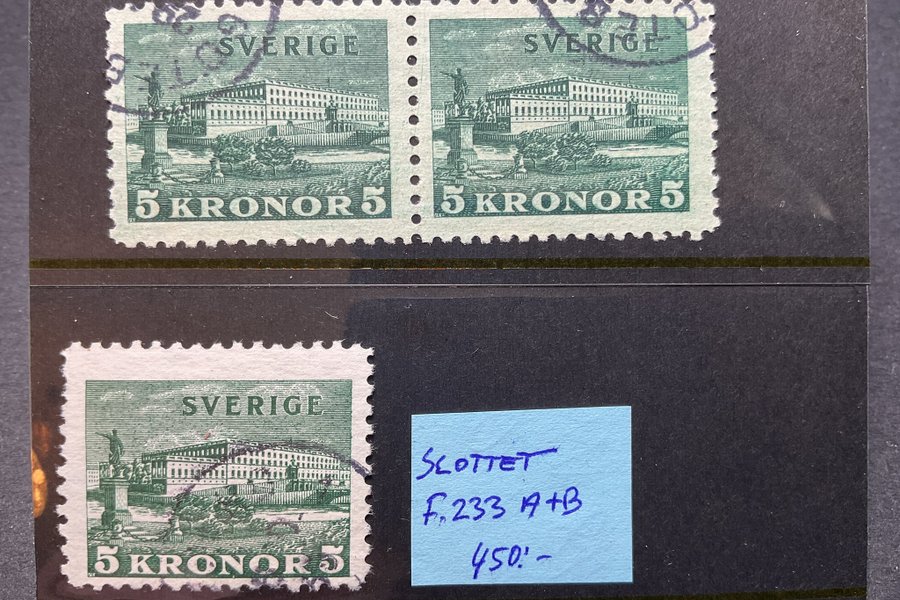 SVERIGE SVERIGE
5 KRONOR 5 5 KRONOR 5
SVERIGE
5 KRONOR 5
SLOTTET
F. 233 A+B
450:-